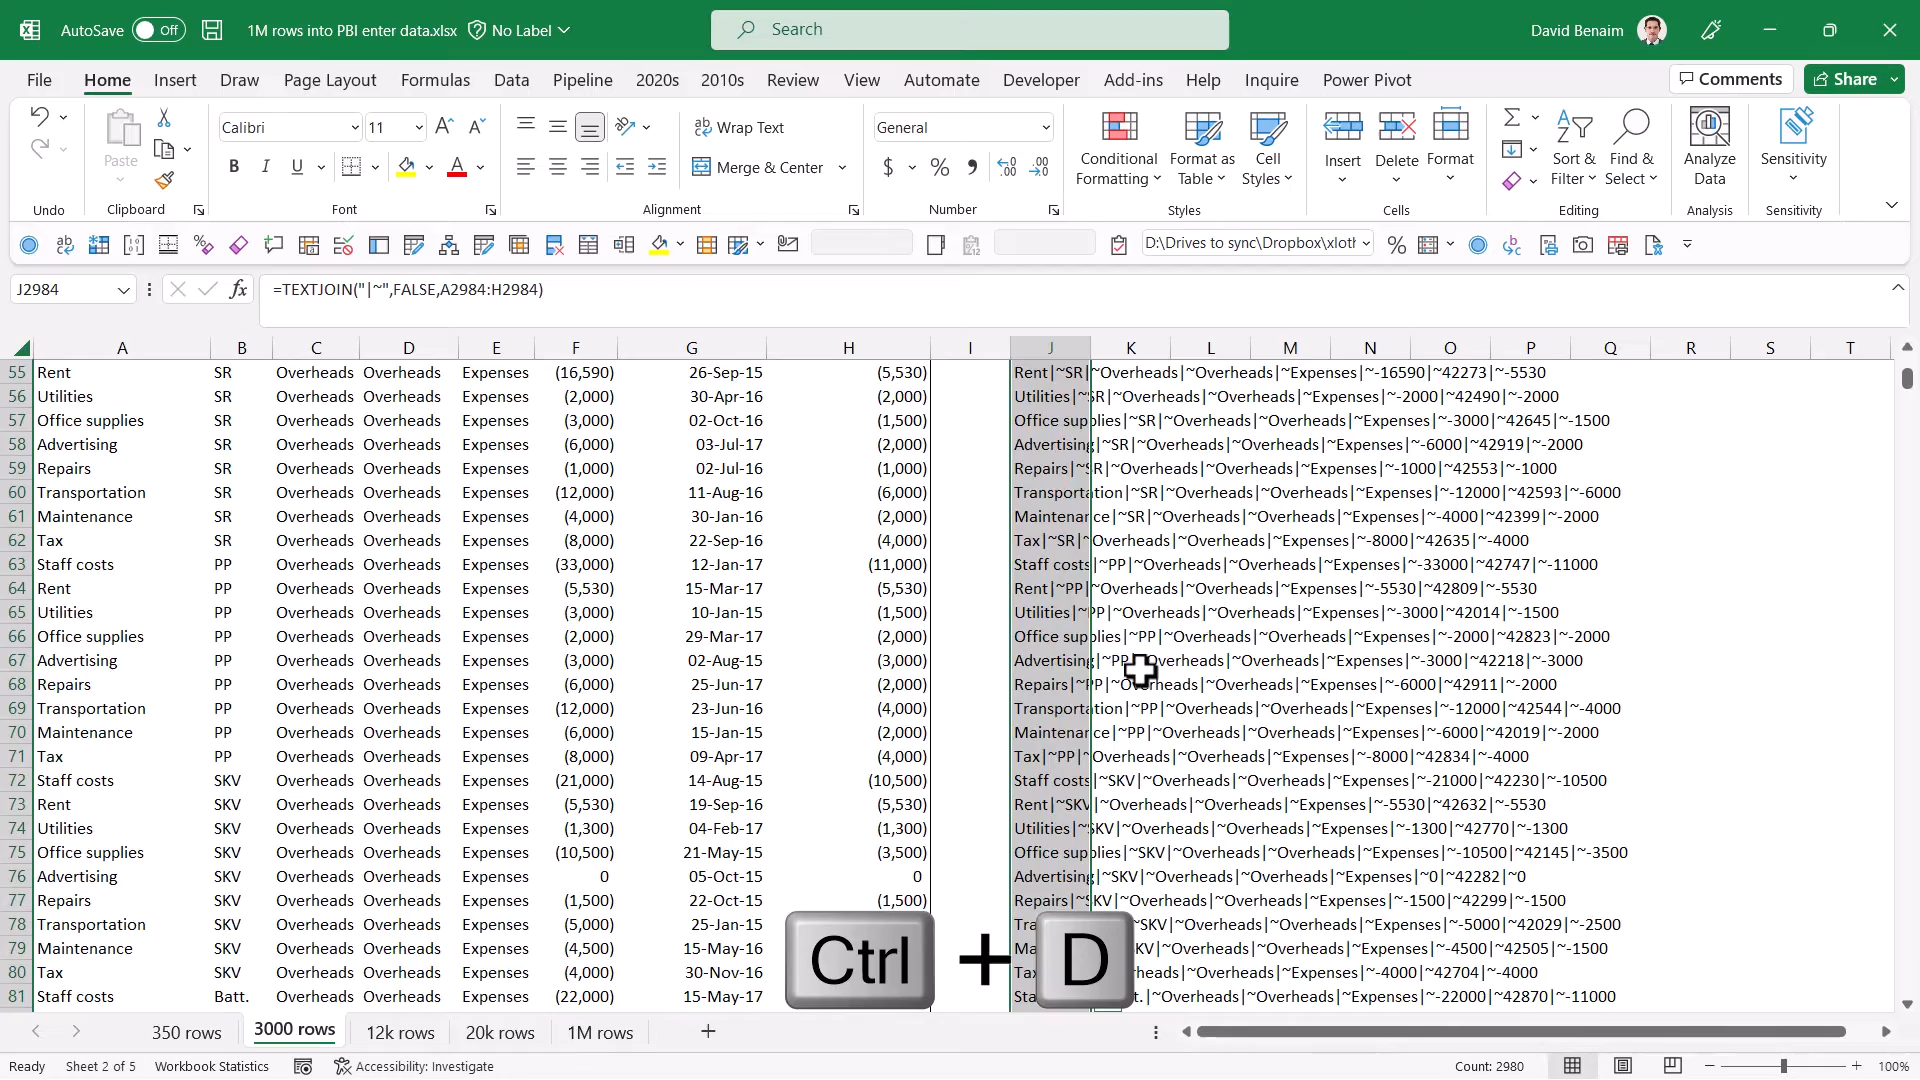 AutoSave Off 1M rows into PBI enter data.xlsx No Label Search David Benaim
File Home Insert Draw Page Layout Formulas Data Pipeline 2020s 2010s Review View Automate Developer Add-ins Help Inquire Power Pivot Comments Share
Paste Calibri 11 B I U A Wrap Text Merge & Center General $ % Conditional Formatting Format as Table Cell Styles Insert Delete Format Sort & Filter Find & Select Analyze Data Sensitivity
Undo Clipboard Font Alignment Number Styles Cells Editing Analysis Sensitivity
D:\Drives to sync\Dropbox\xlot
J2984 fx =TEXTJOIN("|~",FALSE,A2984:H2984)
A B C D E F G H I J K L M N O P Q R S T
55 Rent SR Overheads Overheads Expenses (16,590) 26-Sep-15 (5,530) Rent|~SR|~Overheads|~Overheads|~Expenses|~-16590|~42273|~-5530
56 Utilities SR Overheads Overheads Expenses (2,000) 30-Apr-16 (2,000) Utilities|~SR|~Overheads|~Overheads|~Expenses|~-2000|~42490|~-2000
57 Office supplies SR Overheads Overheads Expenses (3,000) 02-Oct-16 (1,500) Office supplies|~SR|~Overheads|~Overheads|~Expenses|~-3000|~42645|~-1500
58 Advertising SR Overheads Overheads Expenses (6,000) 03-Jul-17 (2,000) Advertising|~SR|~Overheads|~Overheads|~Expenses|~-6000|~42919|~-2000
59 Repairs SR Overheads Overheads Expenses (1,000) 02-Jul-16 (1,000) Repairs|~SR|~Overheads|~Overheads|~Expenses|~-1000|~42553|~-1000
60 Transportation SR Overheads Overheads Expenses (12,000) 11-Aug-16 (6,000) Transportation|~SR|~Overheads|~Overheads|~Expenses|~-12000|~42593|~-6000
61 Maintenance SR Overheads Overheads Expenses (4,000) 30-Jan-16 (2,000) Maintenance|~SR|~Overheads|~Overheads|~Expenses|~-4000|~42399|~-2000
62 Tax SR Overheads Overheads Expenses (8,000) 22-Sep-16 (4,000) Tax|~SR|~Overheads|~Overheads|~Expenses|~-8000|~42635|~-4000
63 Staff costs PP Overheads Overheads Expenses (33,000) 12-Jan-17 (11,000) Staff costs|~PP|~Overheads|~Overheads|~Expenses|~-33000|~42747|~-11000
64 Rent PP Overheads Overheads Expenses (5,530) 15-Mar-17 (5,530) Rent|~PP|~Overheads|~Overheads|~Expenses|~-5530|~42809|~-5530
65 Utilities PP Overheads Overheads Expenses (3,000) 10-Jan-15 (1,500) Utilities|~PP|~Overheads|~Overheads|~Expenses|~-3000|~42014|~-1500
66 Office supplies PP Overheads Overheads Expenses (2,000) 29-Mar-17 (2,000) Office supplies|~PP|~Overheads|~Overheads|~Expenses|~-2000|~42823|~-2000
67 Advertising PP Overheads Overheads Expenses (3,000) 02-Aug-15 (3,000) Advertising|~PP|~Overheads|~Overheads|~Expenses|~-3000|~42218|~-3000
68 Repairs PP Overheads Overheads Expenses (6,000) 25-Jun-17 (2,000) Repairs|~PP|~Overheads|~Overheads|~Expenses|~-6000|~42911|~-2000
69 Transportation PP Overheads Overheads Expenses (12,000) 23-Jun-16 (4,000) Transportation|~PP|~Overheads|~Overheads|~Expenses|~-12000|~42544|~-4000
70 Maintenance PP Overheads Overheads Expenses (6,000) 15-Jan-15 (2,000) Maintenance|~PP|~Overheads|~Overheads|~Expenses|~-6000|~42019|~-2000
71 Tax PP Overheads Overheads Expenses (8,000) 09-Apr-17 (4,000) Tax|~PP|~Overheads|~Overheads|~Expenses|~-8000|~42834|~-4000
72 Staff costs SKV Overheads Overheads Expenses (21,000) 14-Aug-15 (10,500) Staff costs|~SKV|~Overheads|~Overheads|~Expenses|~-21000|~42230|~-10500
73 Rent SKV Overheads Overheads Expenses (5,530) 19-Sep-16 (5,530) Rent|~SKV|~Overheads|~Overheads|~Expenses|~-5530|~42632|~-5530
74 Utilities SKV Overheads Overheads Expenses (1,300) 04-Feb-17 (1,300) Utilities|~SKV|~Overheads|~Overheads|~Expenses|~-1300|~42770|~-1300
75 Office supplies SKV Overheads Overheads Expenses (10,500) 21-May-15 (3,500) Office supplies|~SKV|~Overheads|~Overheads|~Expenses|~-10500|~42145|~-3500
76 Advertising SKV Overheads Overheads Expenses 0 05-Oct-15 0 Advertising|~SKV|~Overheads|~Overheads|~Expenses|~0|~42282|~0
77 Repairs SKV Overheads Overheads Expenses (1,500) 22-Oct-15 (1,500) Repairs|~SKV|~Overheads|~Overheads|~Expenses|~-1500|~42299|~-1500
78 Transportation SKV Overheads Overheads Expenses (5,000) 25-Jan-15 Tra ~SKV|~Overheads|~Overheads|~Expenses|~-5000|~42029|~-2500
79 Maintenance SKV Overheads Overheads Expenses (4,500) 15-May-16 Ma KV|~Overheads|~Overheads|~Expenses|~-4500|~42505|~-1500
80 Tax SKV Overheads Overheads Expenses (4,000) 30-Nov-16 Tax rheads|~Overheads|~Expenses|~-4000|~42704|~-4000
81 Staff costs Batt. Overheads Overheads Expenses (22,000) 15-May-17 Sta t.|~Overheads|~Overheads|~Expenses|~-22000|~42870|~-11000
Ctrl + D
350 rows 3000 rows 12k rows 20k rows 1M rows +
Ready Sheet 2 of 5 Workbook Statistics Accessibility: Investigate Count: 2980 100%